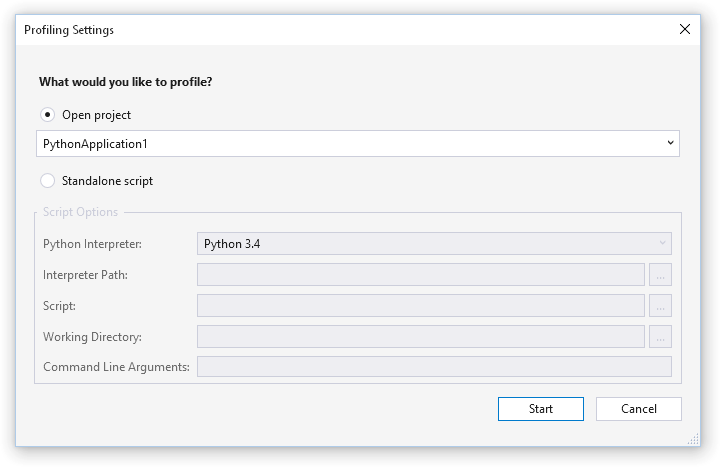 Profiling Settings
What would you like to profile?
Open project
PythonApplication1
Standalone script
Script Options
Python Interpreter: Python 3.4
Interpreter Path: ...
Script: ...
Working Directory: ...
Command Line Arguments:
Start Cancel